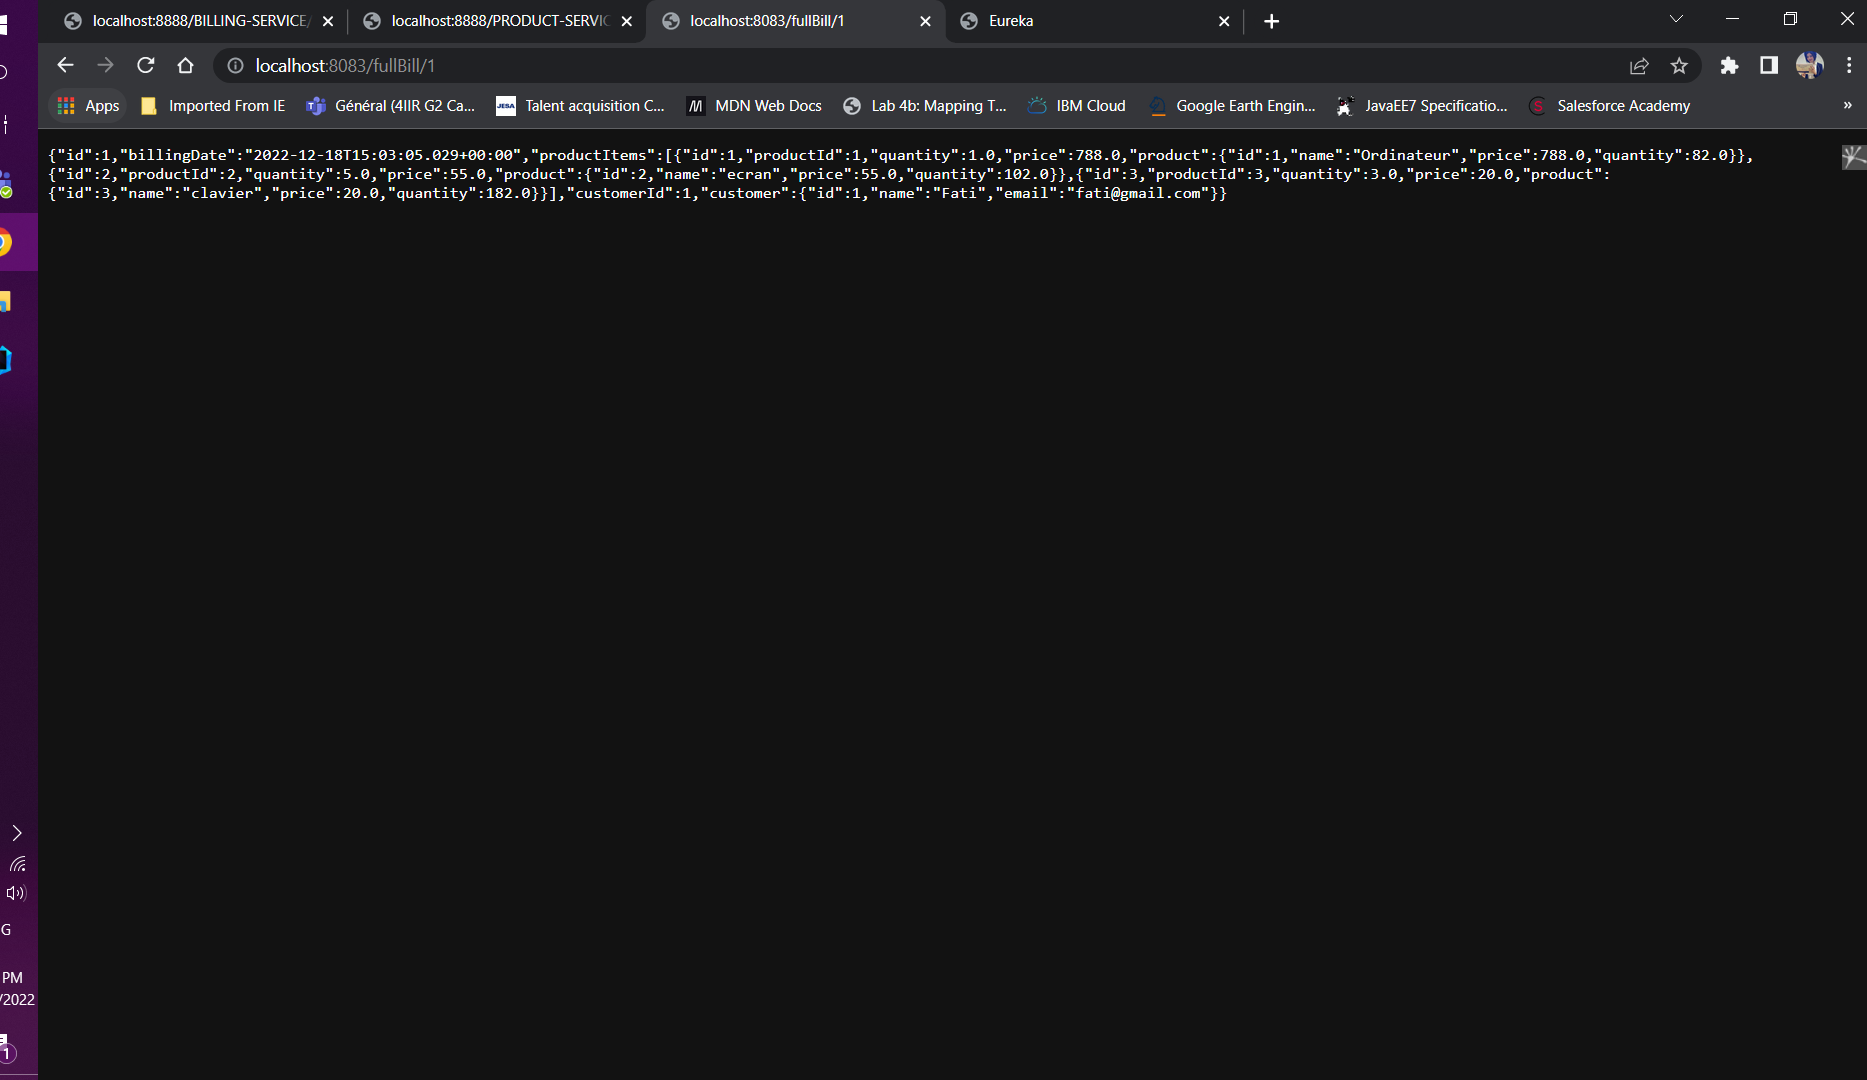 localhost:8888/BILLING-SERVICE/
localhost:8888/PRODUCT-SERVIC
localhost:8083/fullBill/1
Eureka
localhost:8083/fullBill/1
Apps
Imported From IE
Général (4IIR G2 Ca...
JESA
Talent acquisition C...
MDN Web Docs
Lab 4b: Mapping T...
IBM Cloud
Google Earth Engin...
JavaEE7 Specificatio...
Salesforce Academy
»
{"id":1,"billingDate":"2022-12-18T15:03:05.029+00:00","productItems":[{"id":1,"productId":1,"quantity":1.0,"price":788.0,"product":{"id":1,"name":"Ordinateur","price":788.0,"quantity":82.0}},
{"id":2,"productId":2,"quantity":5.0,"price":55.0,"product":{"id":2,"name":"ecran","price":55.0,"quantity":102.0}},{"id":3,"productId":3,"quantity":3.0,"price":20.0,"product":
{"id":3,"name":"clavier","price":20.0,"quantity":182.0}}],"customerId":1,"customer":{"id":1,"name":"Fati","email":"fati@gmail.com"}}
G
PM
/2022
1